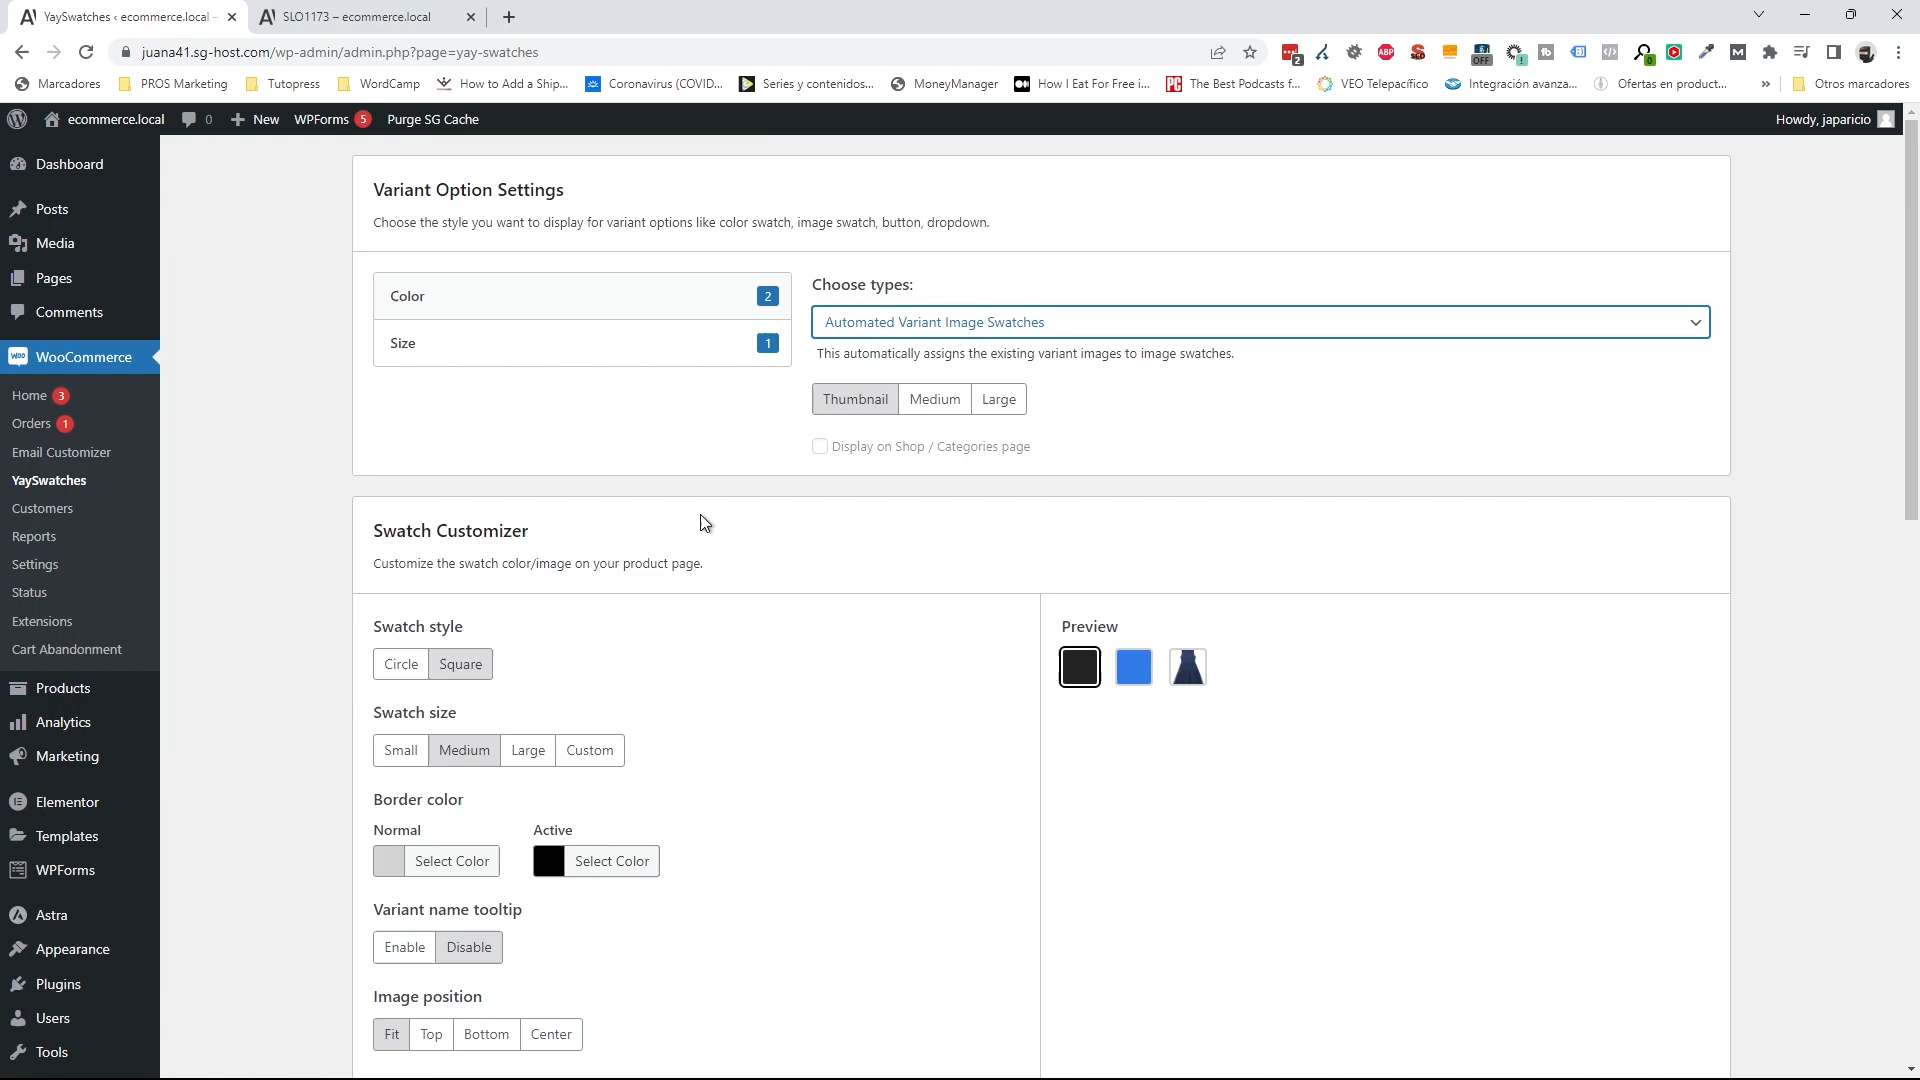 YaySwatches ‹ ecommerce.local -
SLO1173 – ecommerce.local
juana41.sg-host.com/wp-admin/admin.php?page=yay-swatches
Marcadores PROS Marketing Tutopress WordCamp How to Add a Ship... Coronavirus (COVID... Series y contenidos... MoneyManager How I Eat For Free i... The Best Podcasts f... VEO Telepacífico Integración avanza... Ofertas en product... » Otros marcadores
ecommerce.local 0 New WPForms 5 Purge SG Cache Howdy, japaricio
Dashboard
Posts
Media
Pages
Comments
WooCommerce
Home 3
Orders 1
Email Customizer
YaySwatches
Customers
Reports
Settings
Status
Extensions
Cart Abandonment
Products
Analytics
Marketing
Elementor
Templates
WPForms
Astra
Appearance
Plugins
Users
Tools
Variant Option Settings
Choose the style you want to display for variant options like color swatch, image swatch, button, dropdown.
Color 2
Size 1
Choose types:
Automated Variant Image Swatches
This automatically assigns the existing variant images to image swatches.
Thumbnail Medium Large
Display on Shop / Categories page
Swatch Customizer
Customize the swatch color/image on your product page.
Swatch style
Circle Square
Swatch size
Small Medium Large Custom
Border color
Normal Active
Select Color Select Color
Variant name tooltip
Enable Disable
Image position
Fit Top Bottom Center
Preview